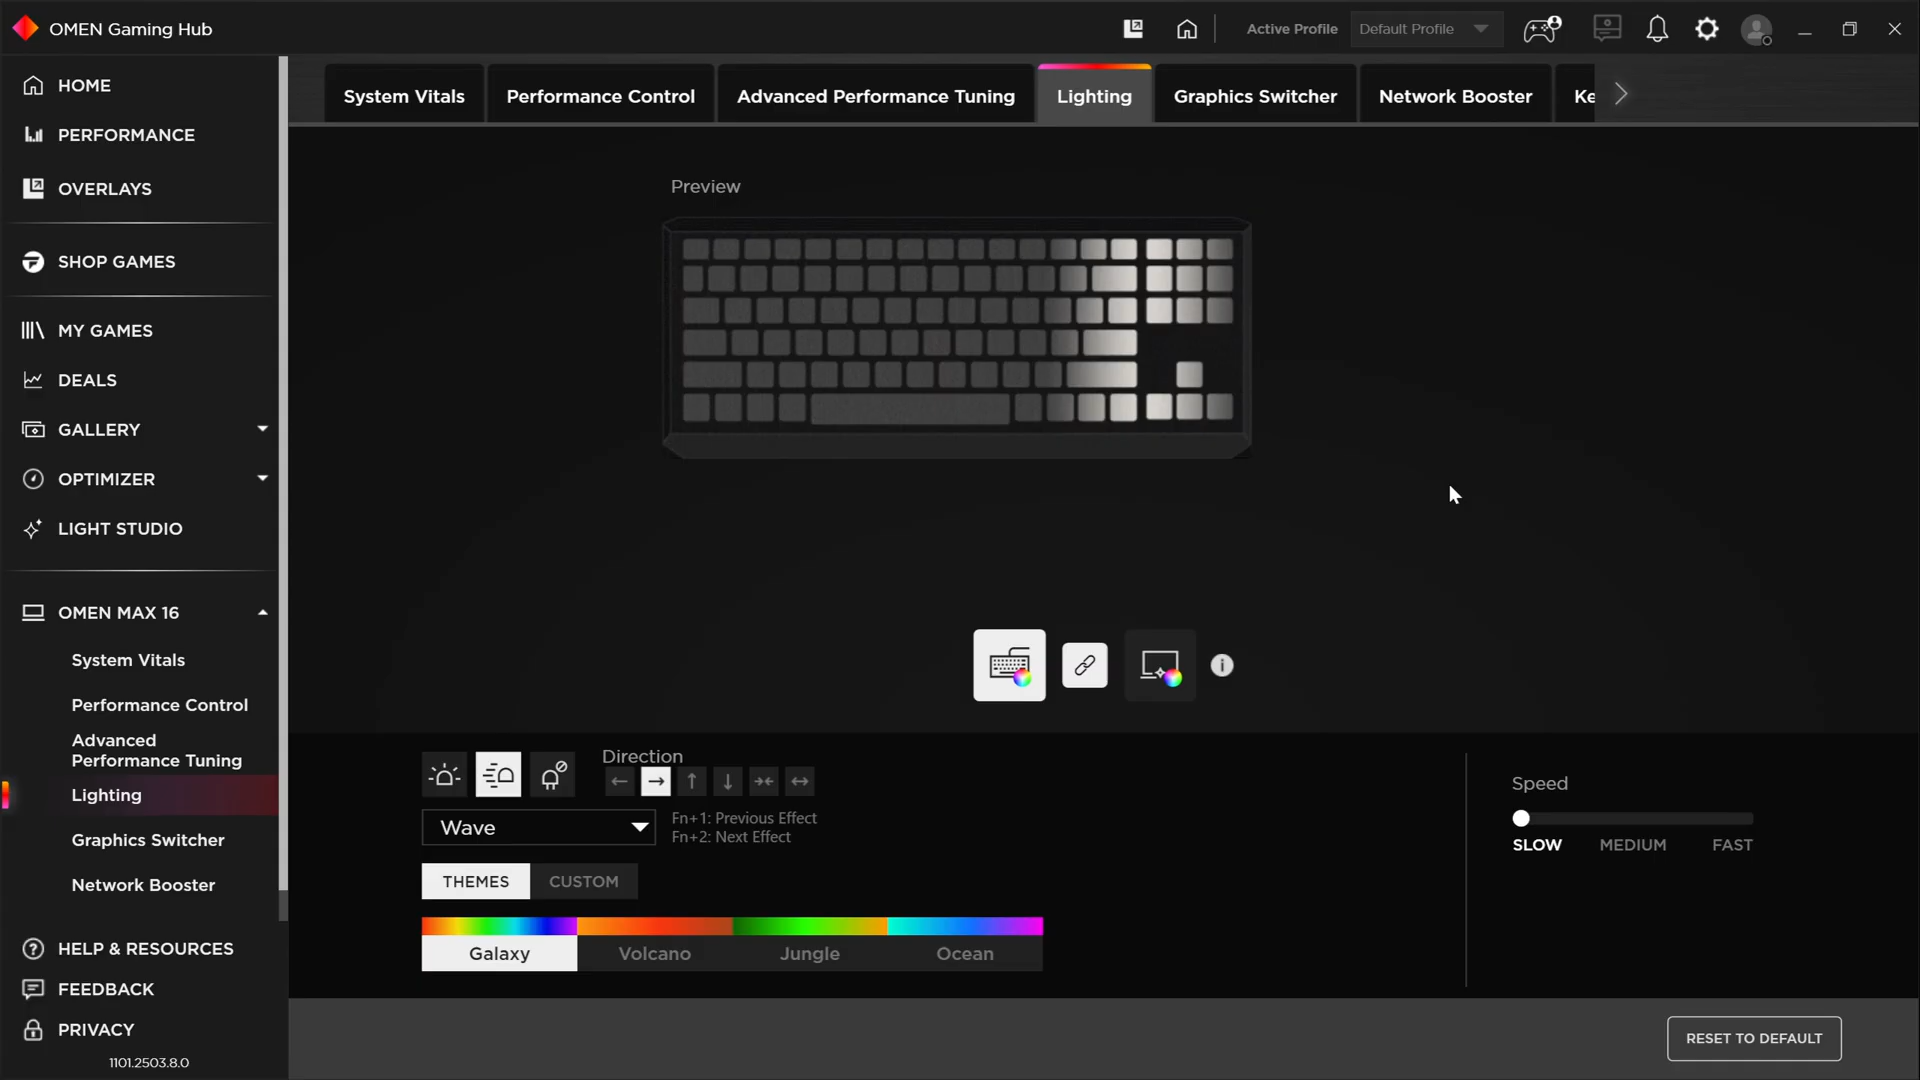 OMEN Gaming Hub
Active Profile
Default Profile
HOME
PERFORMANCE
OVERLAYS
SHOP GAMES
MY GAMES
DEALS
GALLERY
OPTIMIZER
LIGHT STUDIO
OMEN MAX 16
System Vitals
Performance Control
Advanced
Performance Tuning
Lighting
Graphics Switcher
Network Booster
HELP & RESOURCES
FEEDBACK
PRIVACY
1101.2503.8.0
System Vitals
Performance Control
Advanced Performance Tuning
Lighting
Graphics Switcher
Network Booster
Ke
Preview
Direction
Wave
Fn+1: Previous Effect
Fn+2: Next Effect
THEMES
CUSTOM
Galaxy
Volcano
Jungle
Ocean
Speed
SLOW
MEDIUM
FAST
RESET TO DEFAULT